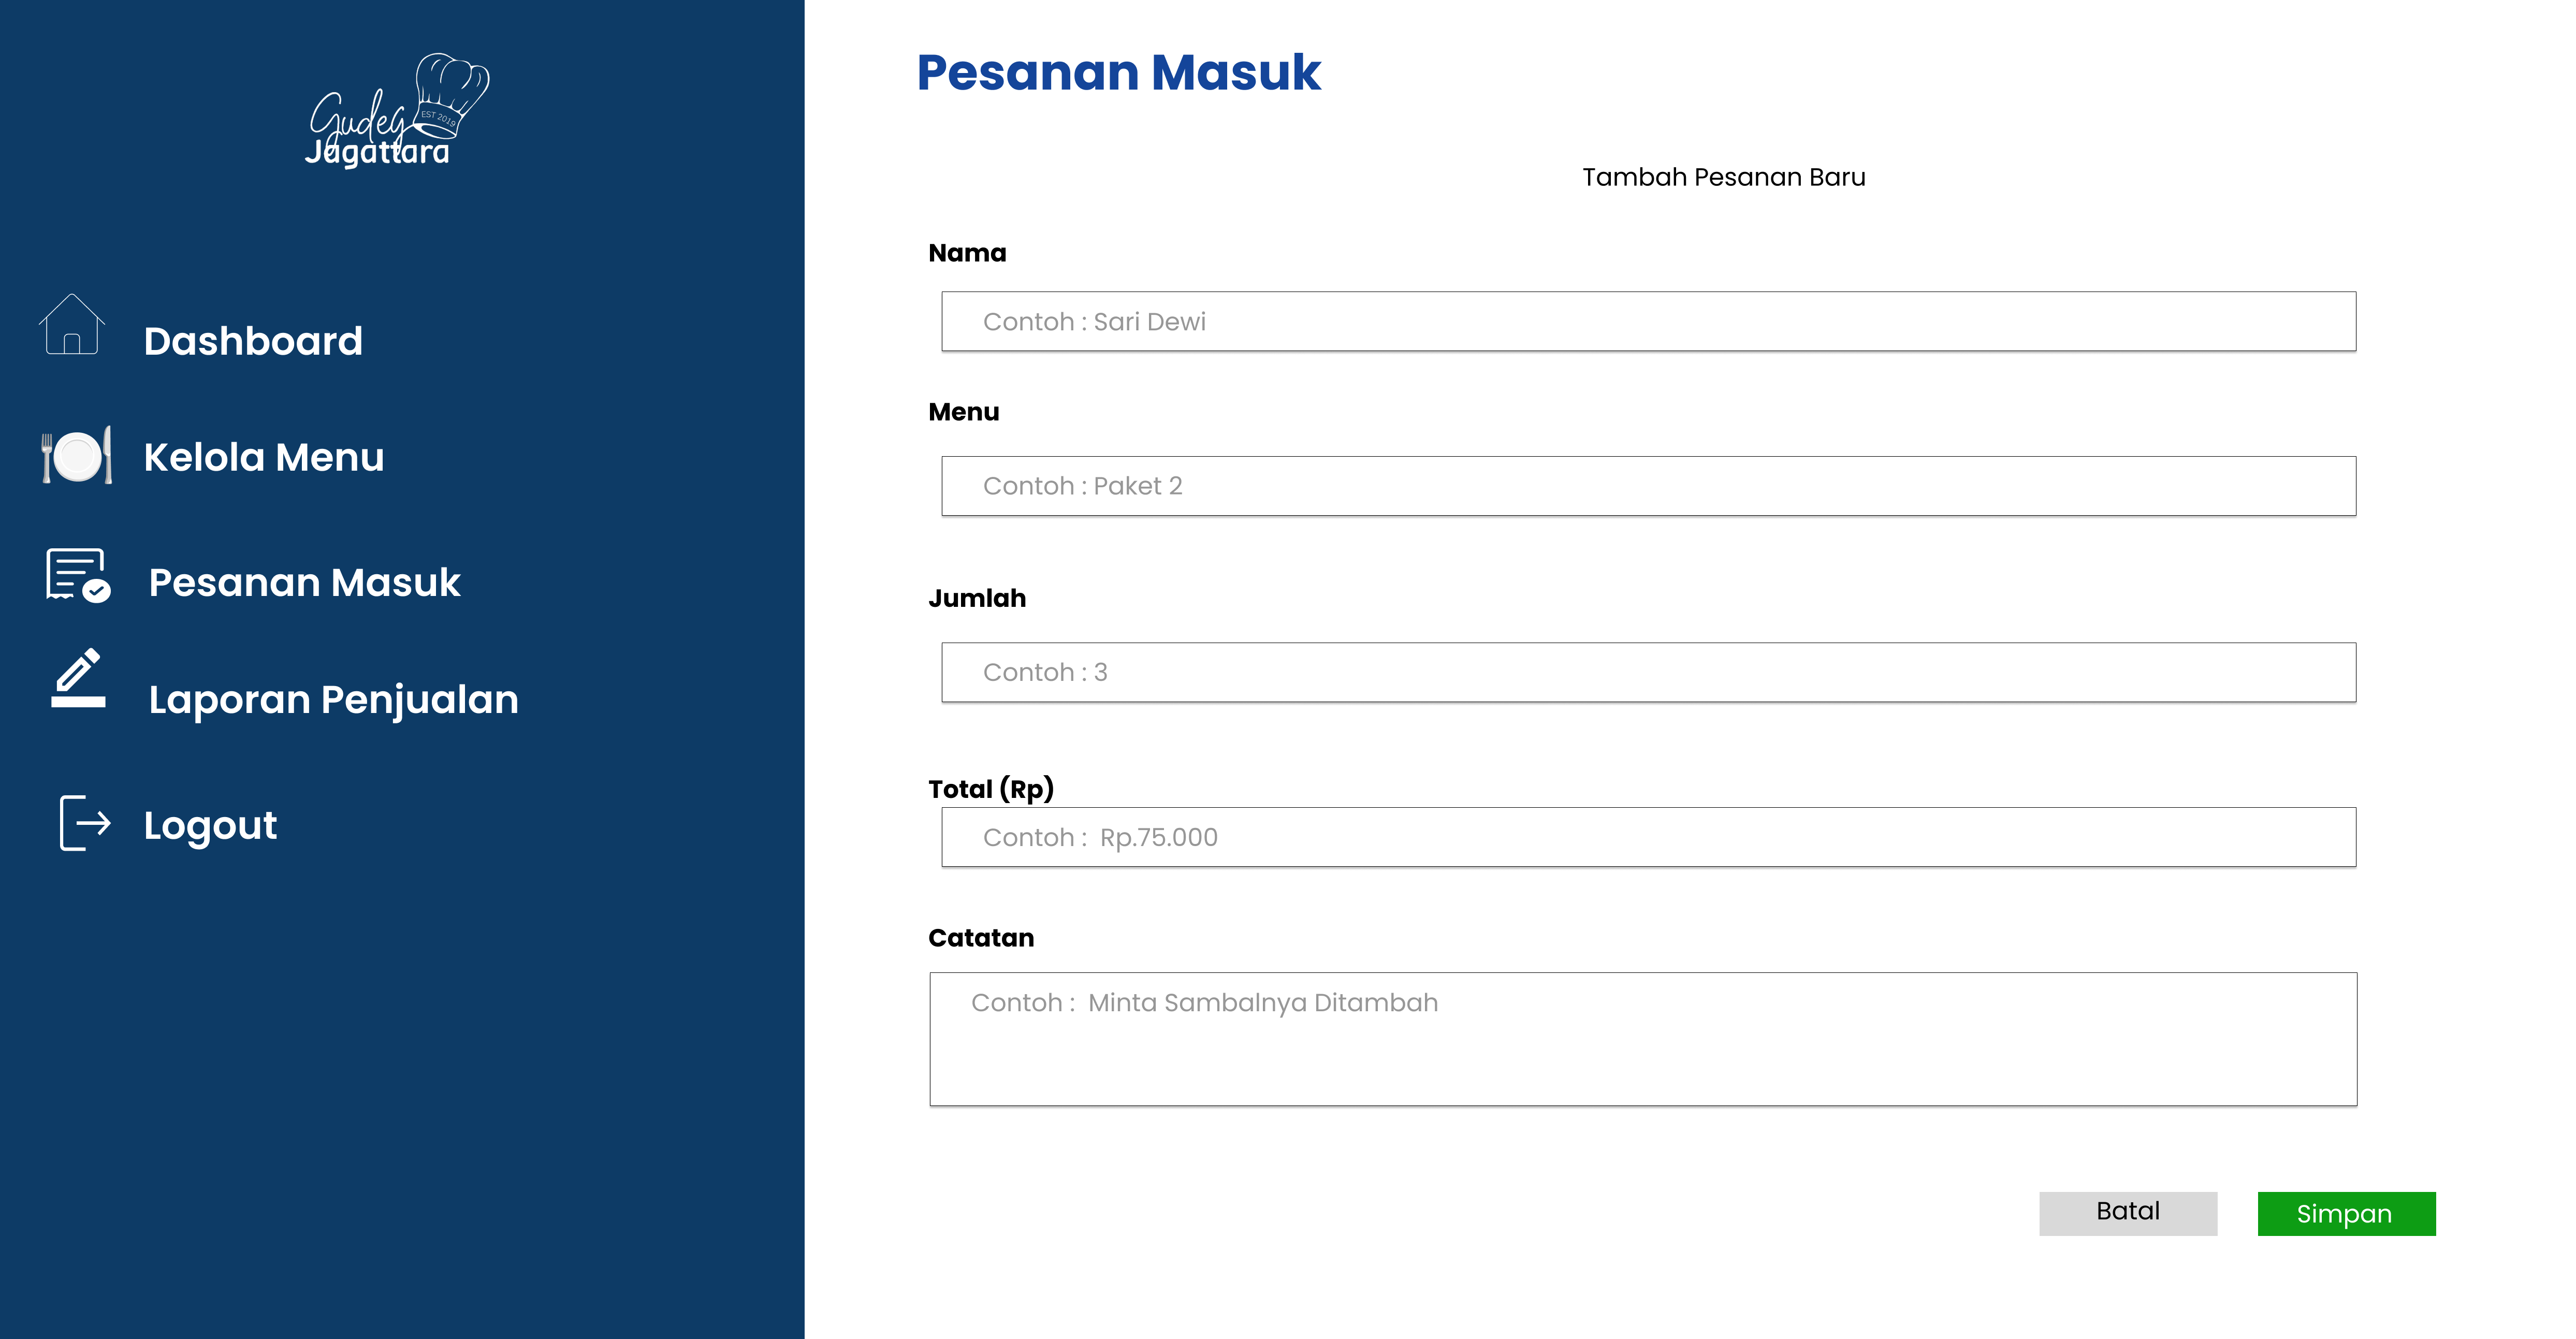 Gudeg
EST 2019
Jagattara
Dashboard
Kelola Menu
Pesanan Masuk
Laporan Penjualan
Logout
Pesanan Masuk
Tambah Pesanan Baru
Nama
Contoh : Sari Dewi
Menu
Contoh : Paket 2
Jumlah
Contoh : 3
Total (Rp)
Contoh :  Rp.75.000
Catatan
Contoh :  Minta Sambalnya Ditambah
Batal
Simpan